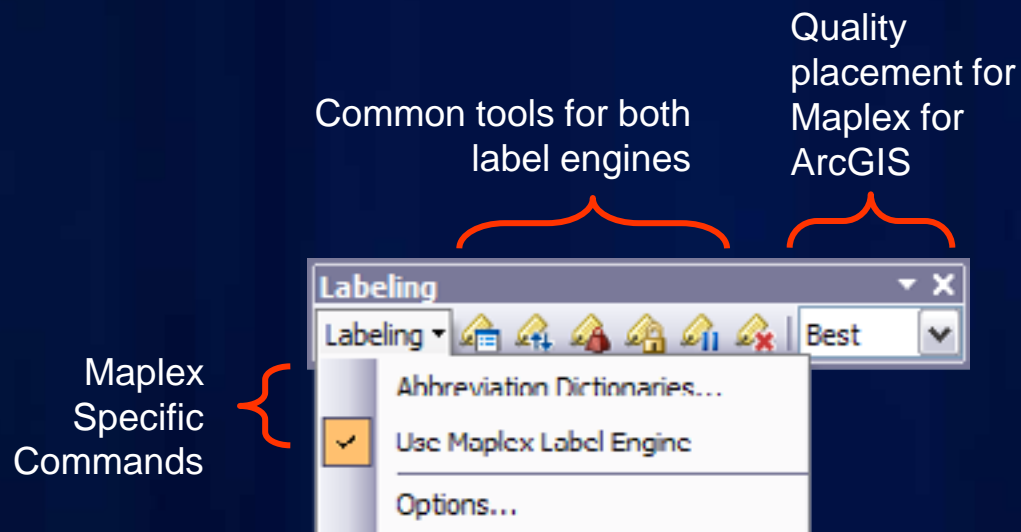 Quality
placement for
Maplex for
ArcGIS
Common tools for both
label engines
Labeling
Labeling
Best
Maplex
Specific
Commands
Abbreviation Dictionaries...
Use Maplex Label Engine
Options...